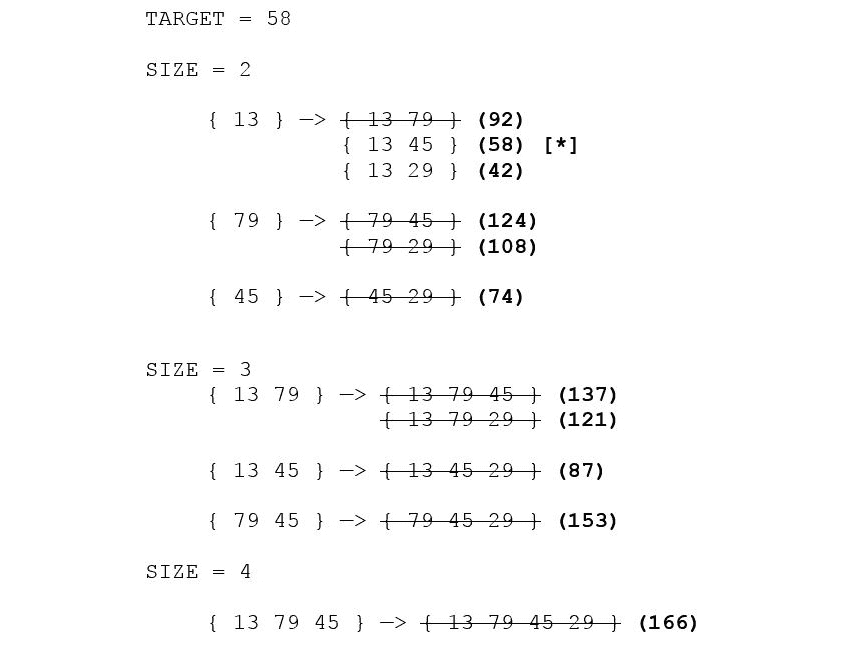 TARGET = 58
SIZE = 2
{ 13 } —> { 13 79 } (92)
{ 13 45 } (58) [*]
{ 13 29 } (42)
{ 79 } —> { 79 45 } (124)
{ 79 29 } (108)
{ 45 } —> { 45 29 } (74)
SIZE = 3
{ 13 79 } —> { 13 79 45 } (137)
{ 13 79 29 } (121)
{ 13 45 } —> { 13 45 29 } (87)
{ 79 45 } —> { 79 45 29 } (153)
SIZE = 4
{ 13 79 45 } —> { 13 79 45 29 } (166)